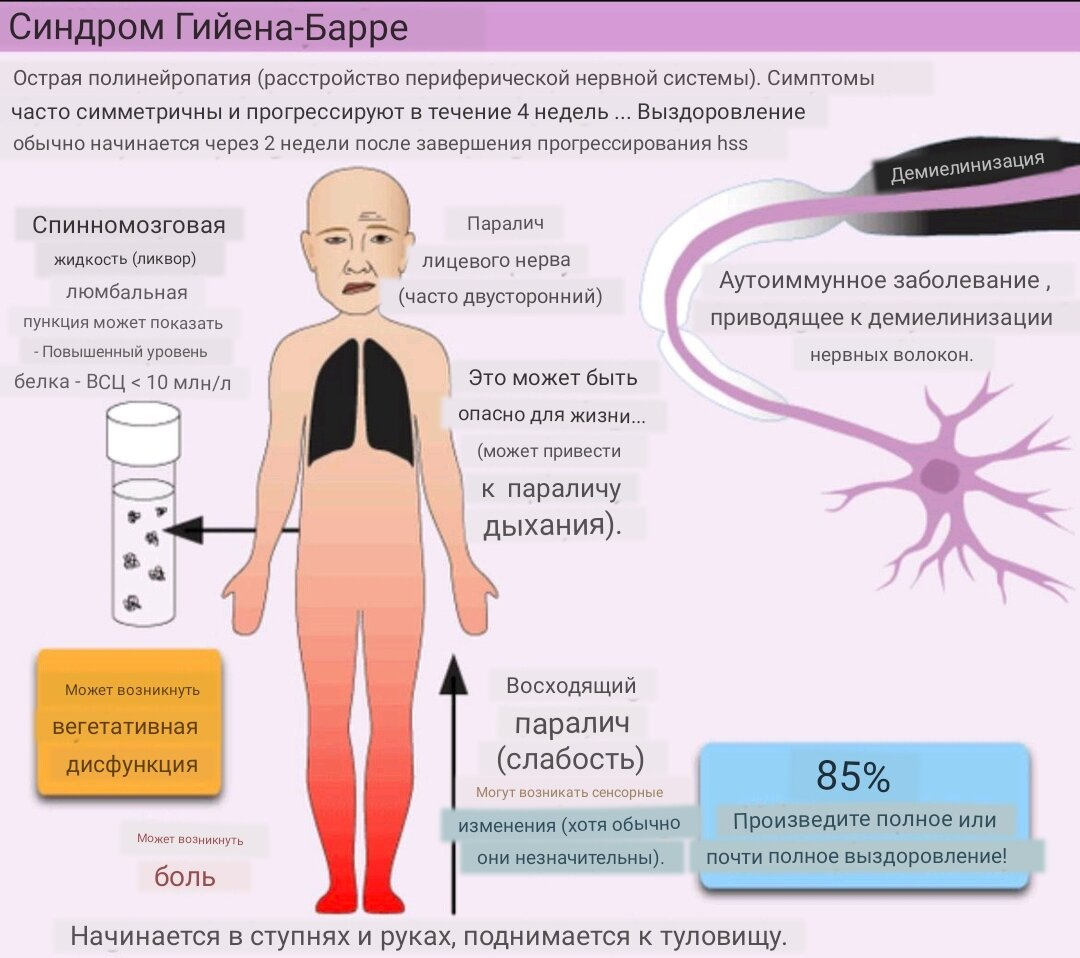 Синдром Гийена-Барре
Острая полинейропатия (расстройство периферической нервной системы). Симптомы
часто симметричны и прогрессируют в течение 4 недель ... Выздоровление
обычно начинается через 2 недели после завершения прогрессирования hss
Демиелинизация
Спинномозговая
жидкость (ликвор)
люмбальная
пункция может показать
- Повышенный уровень
белка - ВСЦ < 10 млн/л
Паралич
лицевого нерва
(часто двусторонний)
Аутоиммунное заболевание ,
приводящее к демиелинизации
нервных волокон.
Это может быть
опасно для жизни...
(может привести
к параличу
дыхания).
Может возникнуть
вегетативная
дисфункция
Может возникнуть
боль
Восходящий
паралич
(слабость)
Могут возникать сенсорные
изменения (хотя обычно
они незначительны).
85%
Произведите полное или
почти полное выздоровление!
Начинается в ступнях и руках, поднимается к туловищу.